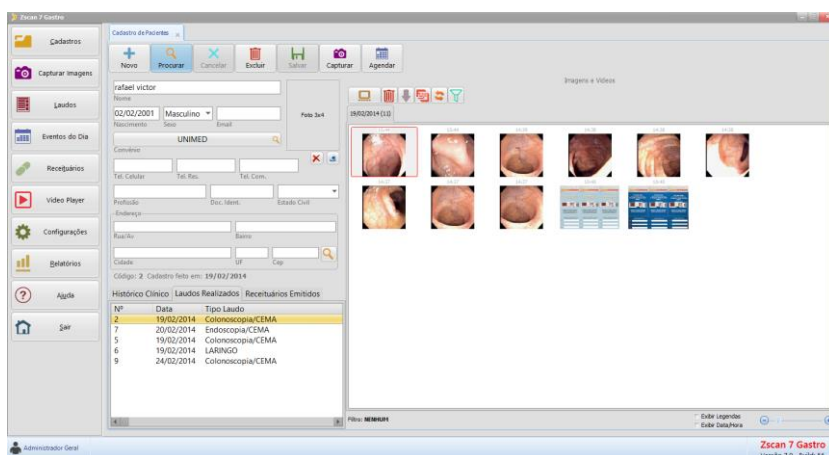 Zscan 7 Gastro
Cadastros
Capturar Imagens
Laudos
Eventos do Dia
Receituários
Video Player
Configurações
Relatórios
Ajuda
Sair
Cadastro de Pacientes
Novo
Procurar
Cancelar
Excluir
Salvar
Capturar
Agendar
rafael victor
Nome
02/02/2001 Masculino
Nascimento Sexo Email
Foto 3x4
UNIMED
Convênio
Tel. Celular Tel. Res. Tel. Com.
Profissão Doc. Ident. Estado Civil
Endereço
Rua/Av Bairro
Cidade UF Cep
Código: 2 Cadastro feito em: 19/02/2014
Histórico Clínico Laudos Realizados Receituários Emitidos
Nº Data Tipo Laudo
2 19/02/2014 Colonoscopia/CEMA
7 20/02/2014 Endoscopia/CEMA
5 19/02/2014 Colonoscopia/CEMA
6 19/02/2014 LARINGO
9 24/02/2014 Colonoscopia/CEMA
Imagens e Vídeos
19/02/2014 (11)
Filtro: NENHUM
Exibir Legendas
Exibir Data/Hora
Administrador Geral
Zscan 7 Gastro